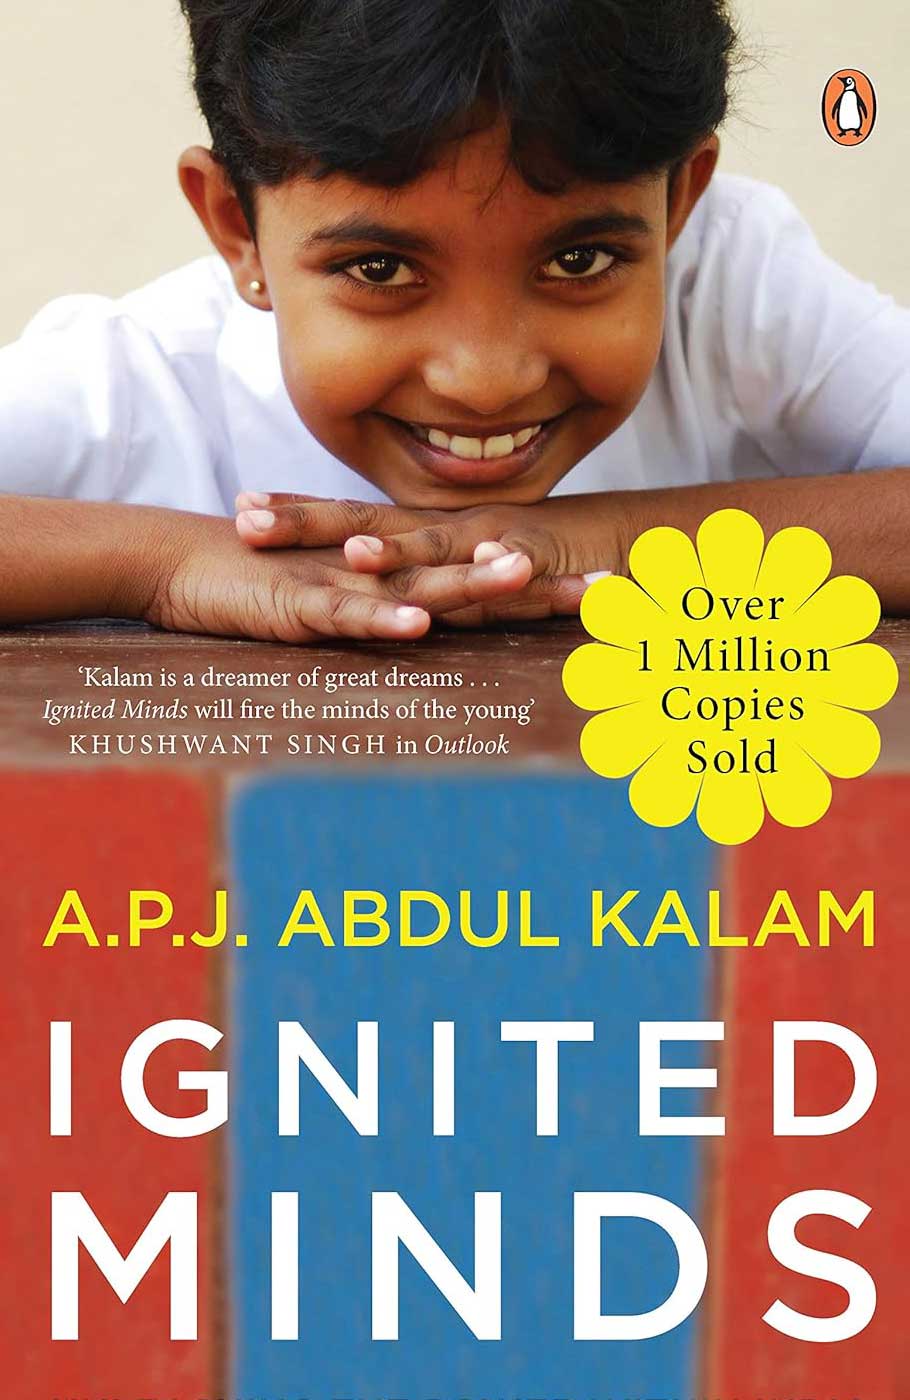 'Kalam is a dreamer of great dreams . . .
Ignited Minds will fire the minds of the young'
KHUSHWANT SINGH in Outlook
Over
1 Million
Copies
Sold
A.P.J. ABDUL KALAM
IGNITED
MINDS